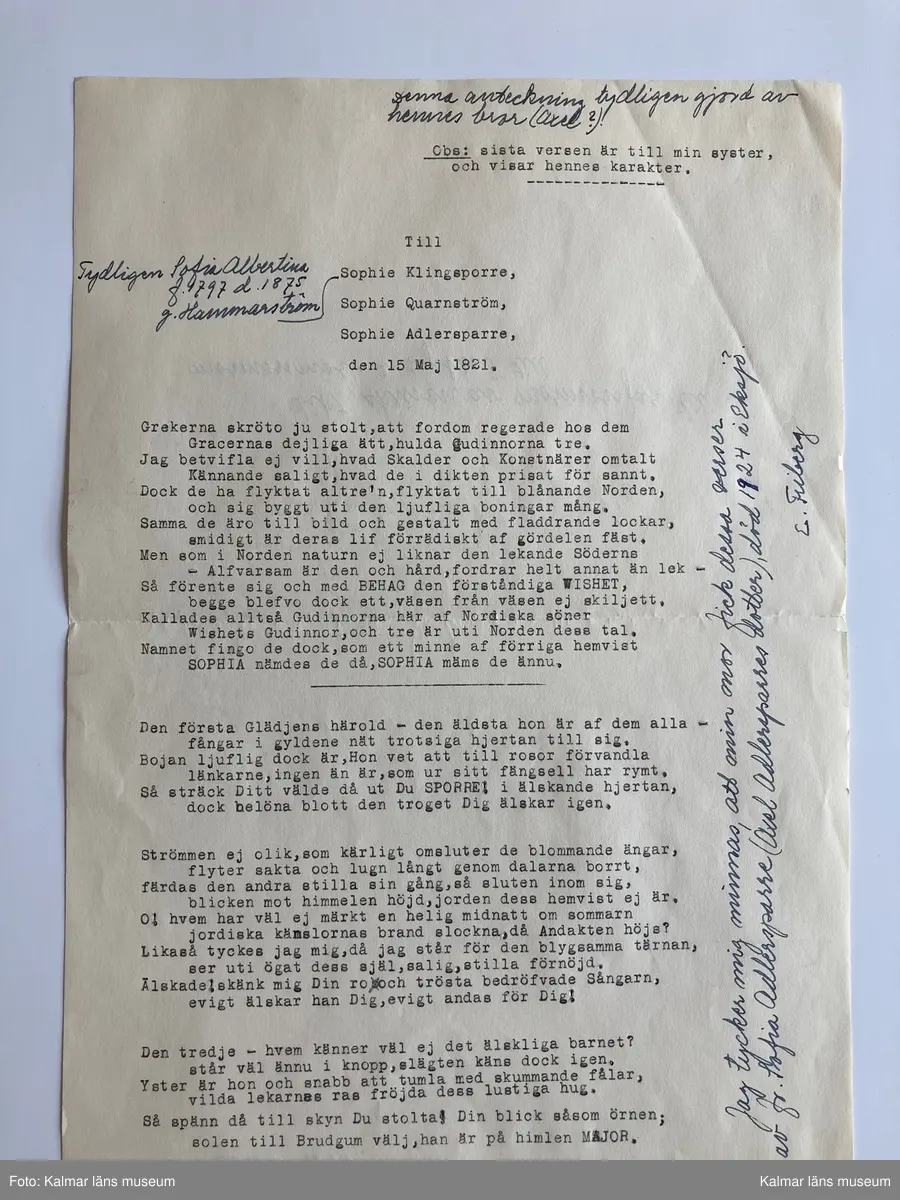 Denna anteckning tydligen gjord av
hennes bror (Axel?)!
Obs: sista versen är till min syster,
och visar hennes karakter.
Till
Tydligen Sofia Albertina
f. 1797 d. 1875
g. Hammarström
Sophie Klingsporre,
Sophie Quarnström,
Sophie Adlersparre,
den 15 Maj 1821.
Grekerna skröto ju stolt,att fordom regerade hos dem
Gracernas dejliga ätt,hulda Gudinnorna tre.
Jag betvifla ej vill,hvad Skalder och Konstnärer omtalt
Kännande saligt,hvad de i dikten prisat för sannt.
Dock de ha flyktat altre'n,flyktat till blånande Norden,
och sig byggt uti den ljufliga boningar mång.
Samma de äro till bild och gestalt med fladdrande lockar,
smidigt är deras lif förrädiskt af gördelen fäst.
Men som i Norden naturn ej liknar den lekande Söderns
- Alfvarsam är den och hård,fordrar helt annat än lek -
Så förente sig och med BEHAG den förståndiga WISHET,
begge blefvo dock ett,väsen från väsen ej skiljett.
Kallades alltså Gudinnorna här af Nordiska söner
Wishets Gudinnor,och tre är uti Norden dess tal.
Namnet fingo de dock,som ett minne af förriga hemvist
SOPHIA nämdes de då,SOPHIA mäms de ännu.
Den första Glädjens härold - den äldsta hon är af dem alla -
fångar i gyldene nät trotsiga hjertan till sig.
Bojan ljuflig dock är,Hon vet att till rosor förvandla
länkarne,ingen än är,som ur sitt fängsell har rymt.
Så sträck Ditt välde då ut Du SPORRE! i älskande hjertan,
dock belöna blott den troget Dig älskar igen.
Strömmen ej olik,som kärligt omsluter de blommande ängar,
flyter sakta och lugn långt genom dalarna borrt,
färdas den andra stilla sin gång,så sluten inom sig,
blicken mot himmelen höjd,jorden dess hemvist ej är.
O! hvem har väl ej märkt en helig midnatt om sommarn
jordiska känslornas brand slockna,då Andakten höjs?
Likaså tyckes jag mig,då jag står för den blygsamma tärnan,
ser uti ögat dess själ,salig,stilla förnöjd.
Älskade!skänk mig Din ro och trösta bedröfvade Sångarn,
evigt älskar han Dig,evigt andas för Dig!
Den tredje - hvem känner väl ej det älskliga barnet?
står väl ännu i knopp,slägten käns dock igen.
Yster är hon och snabb att tumla med skummande fålar,
vilda lekarnes ras fröjda dess lustiga hug.
Så spänn då till skyn Du stolta! Din blick såsom örnen;
solen till Brudgum välj,han är på himlen MAJOR.
Jag tycker mig minnas, att min mor fick dessa verser
av fr. Sofia Adlersparre (Axel Adlersparres dotter), död 1924 i Eksjö?
E. Friberg
Foto: Kalmar läns museum
Kalmar läns museum